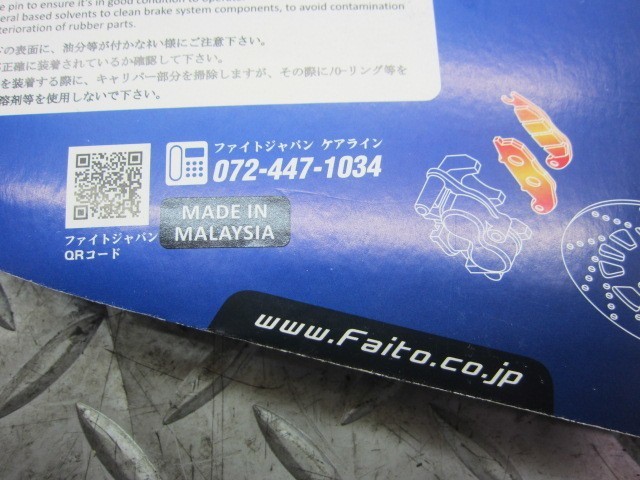 pin to ensure it's in good condition to
eral based solvents to clean brake system components, to avoid contamination
terioration of rubber parts.
の表面に、油分等が付かない様にご注意下さい。
正確に装着されているか確認して下さい。
を装着する際に、キャリパー部分を掃除しますが、その際に/O-リング等を
溶剤等を使用しないで下さい。
ファイトジャパン ケアライン
072-447-1034
MADE IN
MALAYSIA
ファイトジャパン
QRコード
www.Faito.co.jp